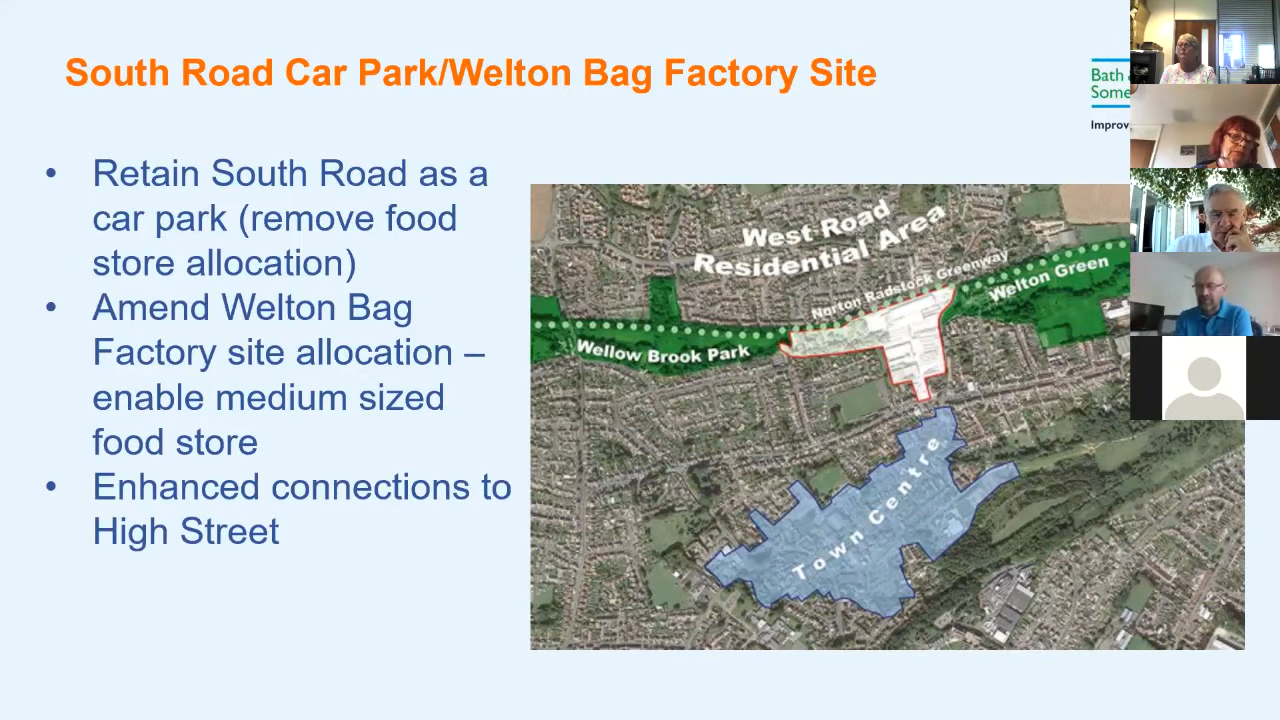 South Road Car Park/Welton Bag Factory Site
Bath &
Some
Improv
• Retain South Road as a
car park (remove food
store allocation)
• Amend Welton Bag
Factory site allocation –
enable medium sized
food store
• Enhanced connections to
High Street
West Road
Residential Area
Norton Radstock Greenway
Welton Green
Wellow Brook Park
Town Centre